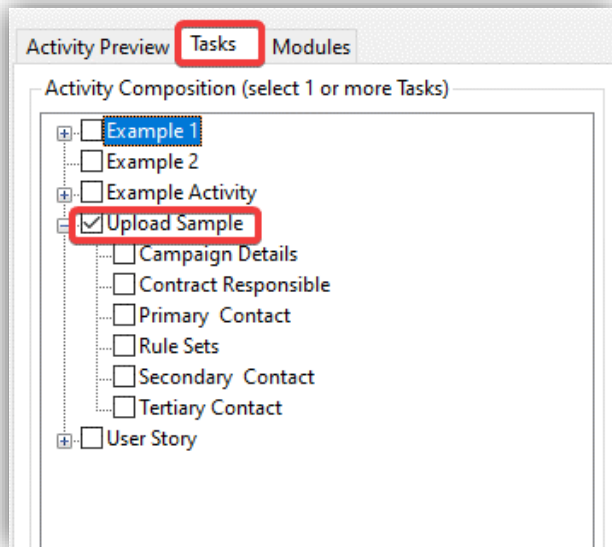 Activity Preview Tasks Modules
Activity Composition (select 1 or more Tasks)
Example 1
Example 2
Example Activity
Upload Sample
Campaign Details
Contract Responsible
Primary  Contact
Rule Sets
Secondary  Contact
Tertiary Contact
User Story